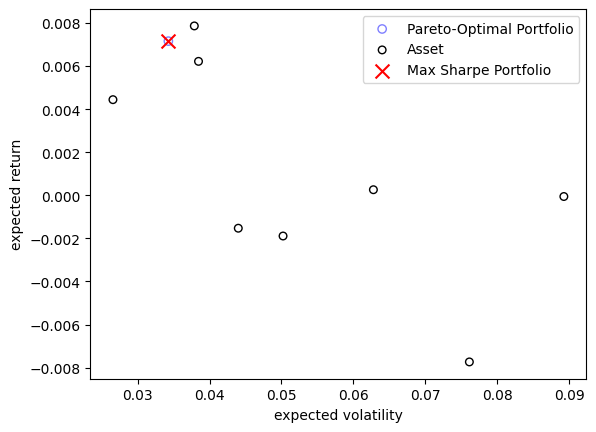 0.008
0.006
0.004
0.002
0.000
−0.002
−0.004
−0.006
−0.008
expected return
Pareto-Optimal Portfolio
Asset
Max Sharpe Portfolio
0.03 0.04 0.05 0.06 0.07 0.08 0.09
expected volatility